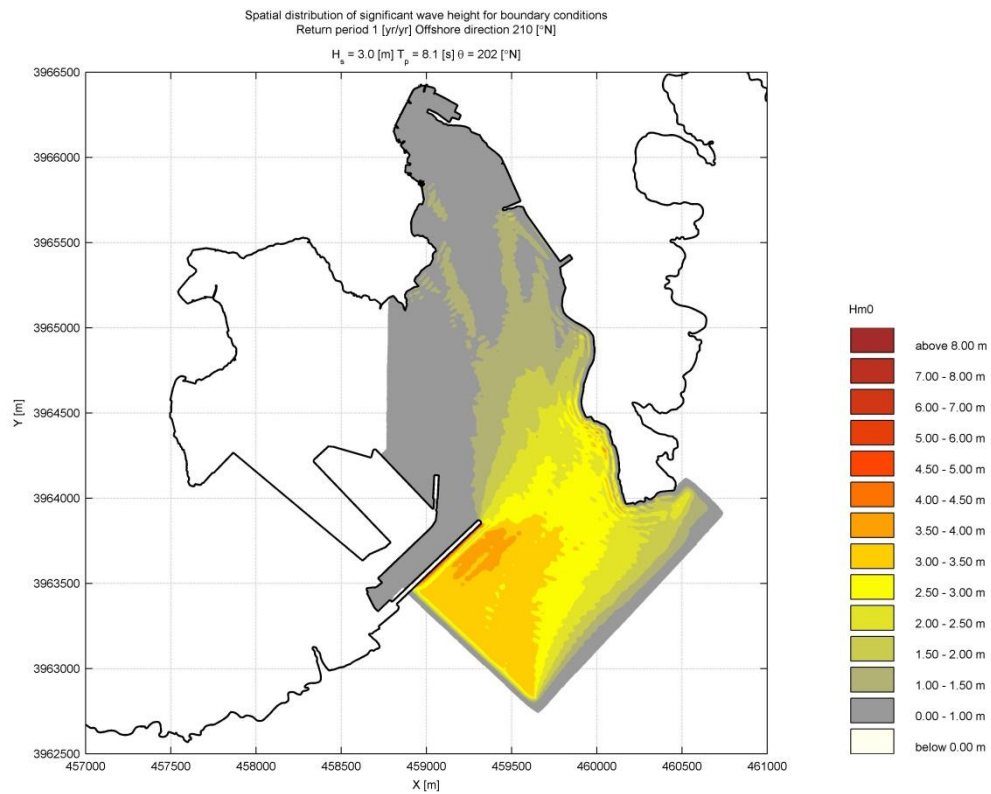 Spatial distribution of significant wave height for boundary conditions
Return period 1 [yr/yr] Offshore direction 210 [°N]
H_s = 3.0 [m] T_p = 8.1 [s] θ = 202 [°N]
3966500
3966000
3965500
3965000
3964500
3964000
3963500
3963000
3962500
Y [m]
457000 457500 458000 458500 459000 459500 460000 460500 461000
X [m]
Hm0
above 8.00 m
7.00 - 8.00 m
6.00 - 7.00 m
5.00 - 6.00 m
4.50 - 5.00 m
4.00 - 4.50 m
3.50 - 4.00 m
3.00 - 3.50 m
2.50 - 3.00 m
2.00 - 2.50 m
1.50 - 2.00 m
1.00 - 1.50 m
0.00 - 1.00 m
below 0.00 m